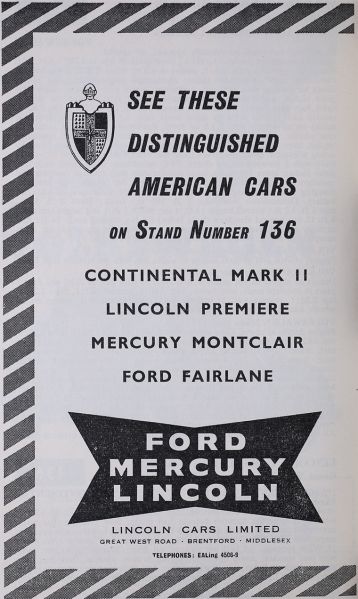 SEE THESE
DISTINGUISHED
AMERICAN CARS
ON STAND NUMBER 136
CONTINENTAL MARK II
LINCOLN PREMIERE
MERCURY MONTCLAIR
FORD FAIRLANE
FORD
MERCURY
LINCOLN
LINCOLN CARS LIMITED
GREAT WEST ROAD · BRENTFORD · MIDDLESEX
TELEPHONES: EALing 4506-9